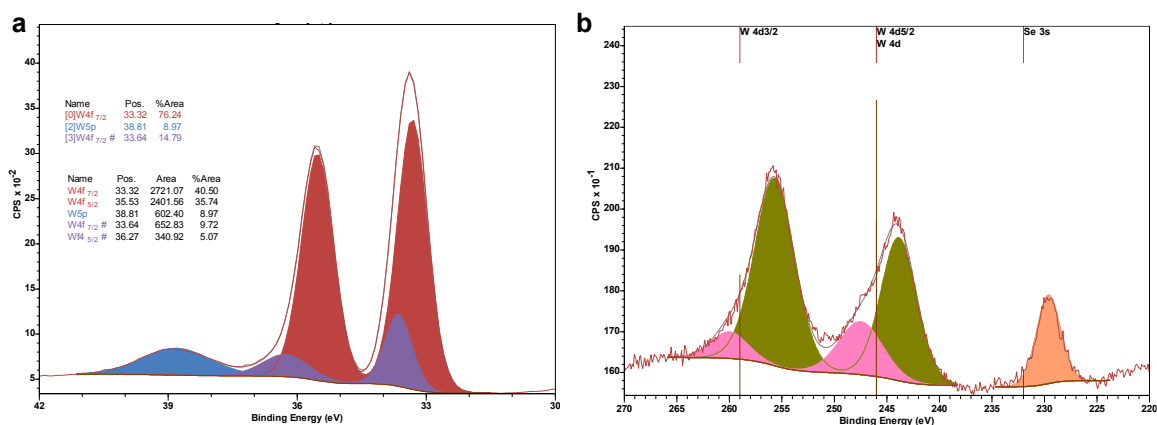 a
40
35
30
25
20
15
10
5
CPS x 10⁻²
Name Pos. %Area
[0]W4f 7/2 33.32 76.24
[2]W5p 38.81 8.97
[3]W4f 7/2 # 33.64 14.79
Name Pos. Area %Area
W4f 7/2 33.32 2721.07 40.50
W4f 5/2 35.53 2401.56 35.74
W5p 38.81 602.40 8.97
W4f 7/2 # 33.64 652.83 9.72
Wf4 5/2 # 36.27 340.92 5.07
42 39 36 33 30
Binding Energy (eV)
b
W 4d3/2 W 4d5/2 Se 3s
W 4d
240
230
220
210
200
190
180
170
160
CPS x 10⁻¹
270 265 260 255 250 245 240 235 230 225 220
Binding Energy (eV)